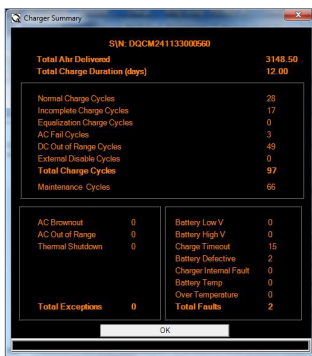 Charger Summary
S\N: DQCM241133000560
Total Ahr Delivered 3148.50
Total Charge Duration (days) 12.00
Normal Charge Cycles 28
Incomplete Charge Cycles 17
Equalization Charge Cycles 0
AC Fail Cycles 3
DC Out of Range Cycles 49
External Disable Cycles 0
Total Charge Cycles 97
Maintenance Cycles 66
AC Brownout 0
AC Out of Range 0
Thermal Shutdown 0
Total Exceptions 0
Battery Low V 0
Battery High V 0
Charge Timeout 15
Battery Defective 2
Charger Internal Fault 0
Battery Temp 0
Over Temperature 0
Total Faults 2
OK